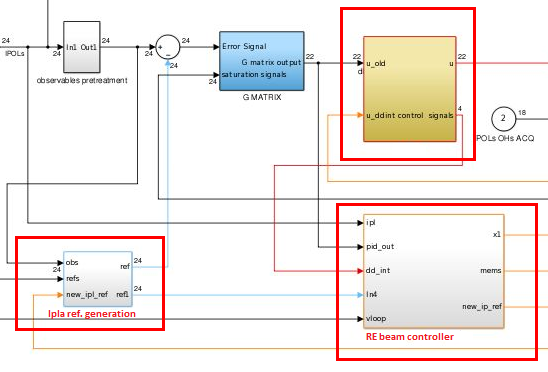 24
24
IPOLs
In1 Out1
24
24
observables pretreatment
+
−
24
24
Error Signal
G matrix output
22
saturation signals
24
G MATRIX
22
u_old
u
22
d
u_ddint
control signals
4
2
18
POLs OHs ACQ
obs
24
refs
new_ipl_ref
ref
24
ref1
24
Ipla ref. generation
ipl
pid_out
dd_int
In4
vloop
x1
mems
new_ip_ref
RE beam controller